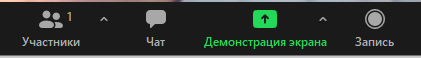 1
Участники
Чат
Демонстрация экрана
Запись